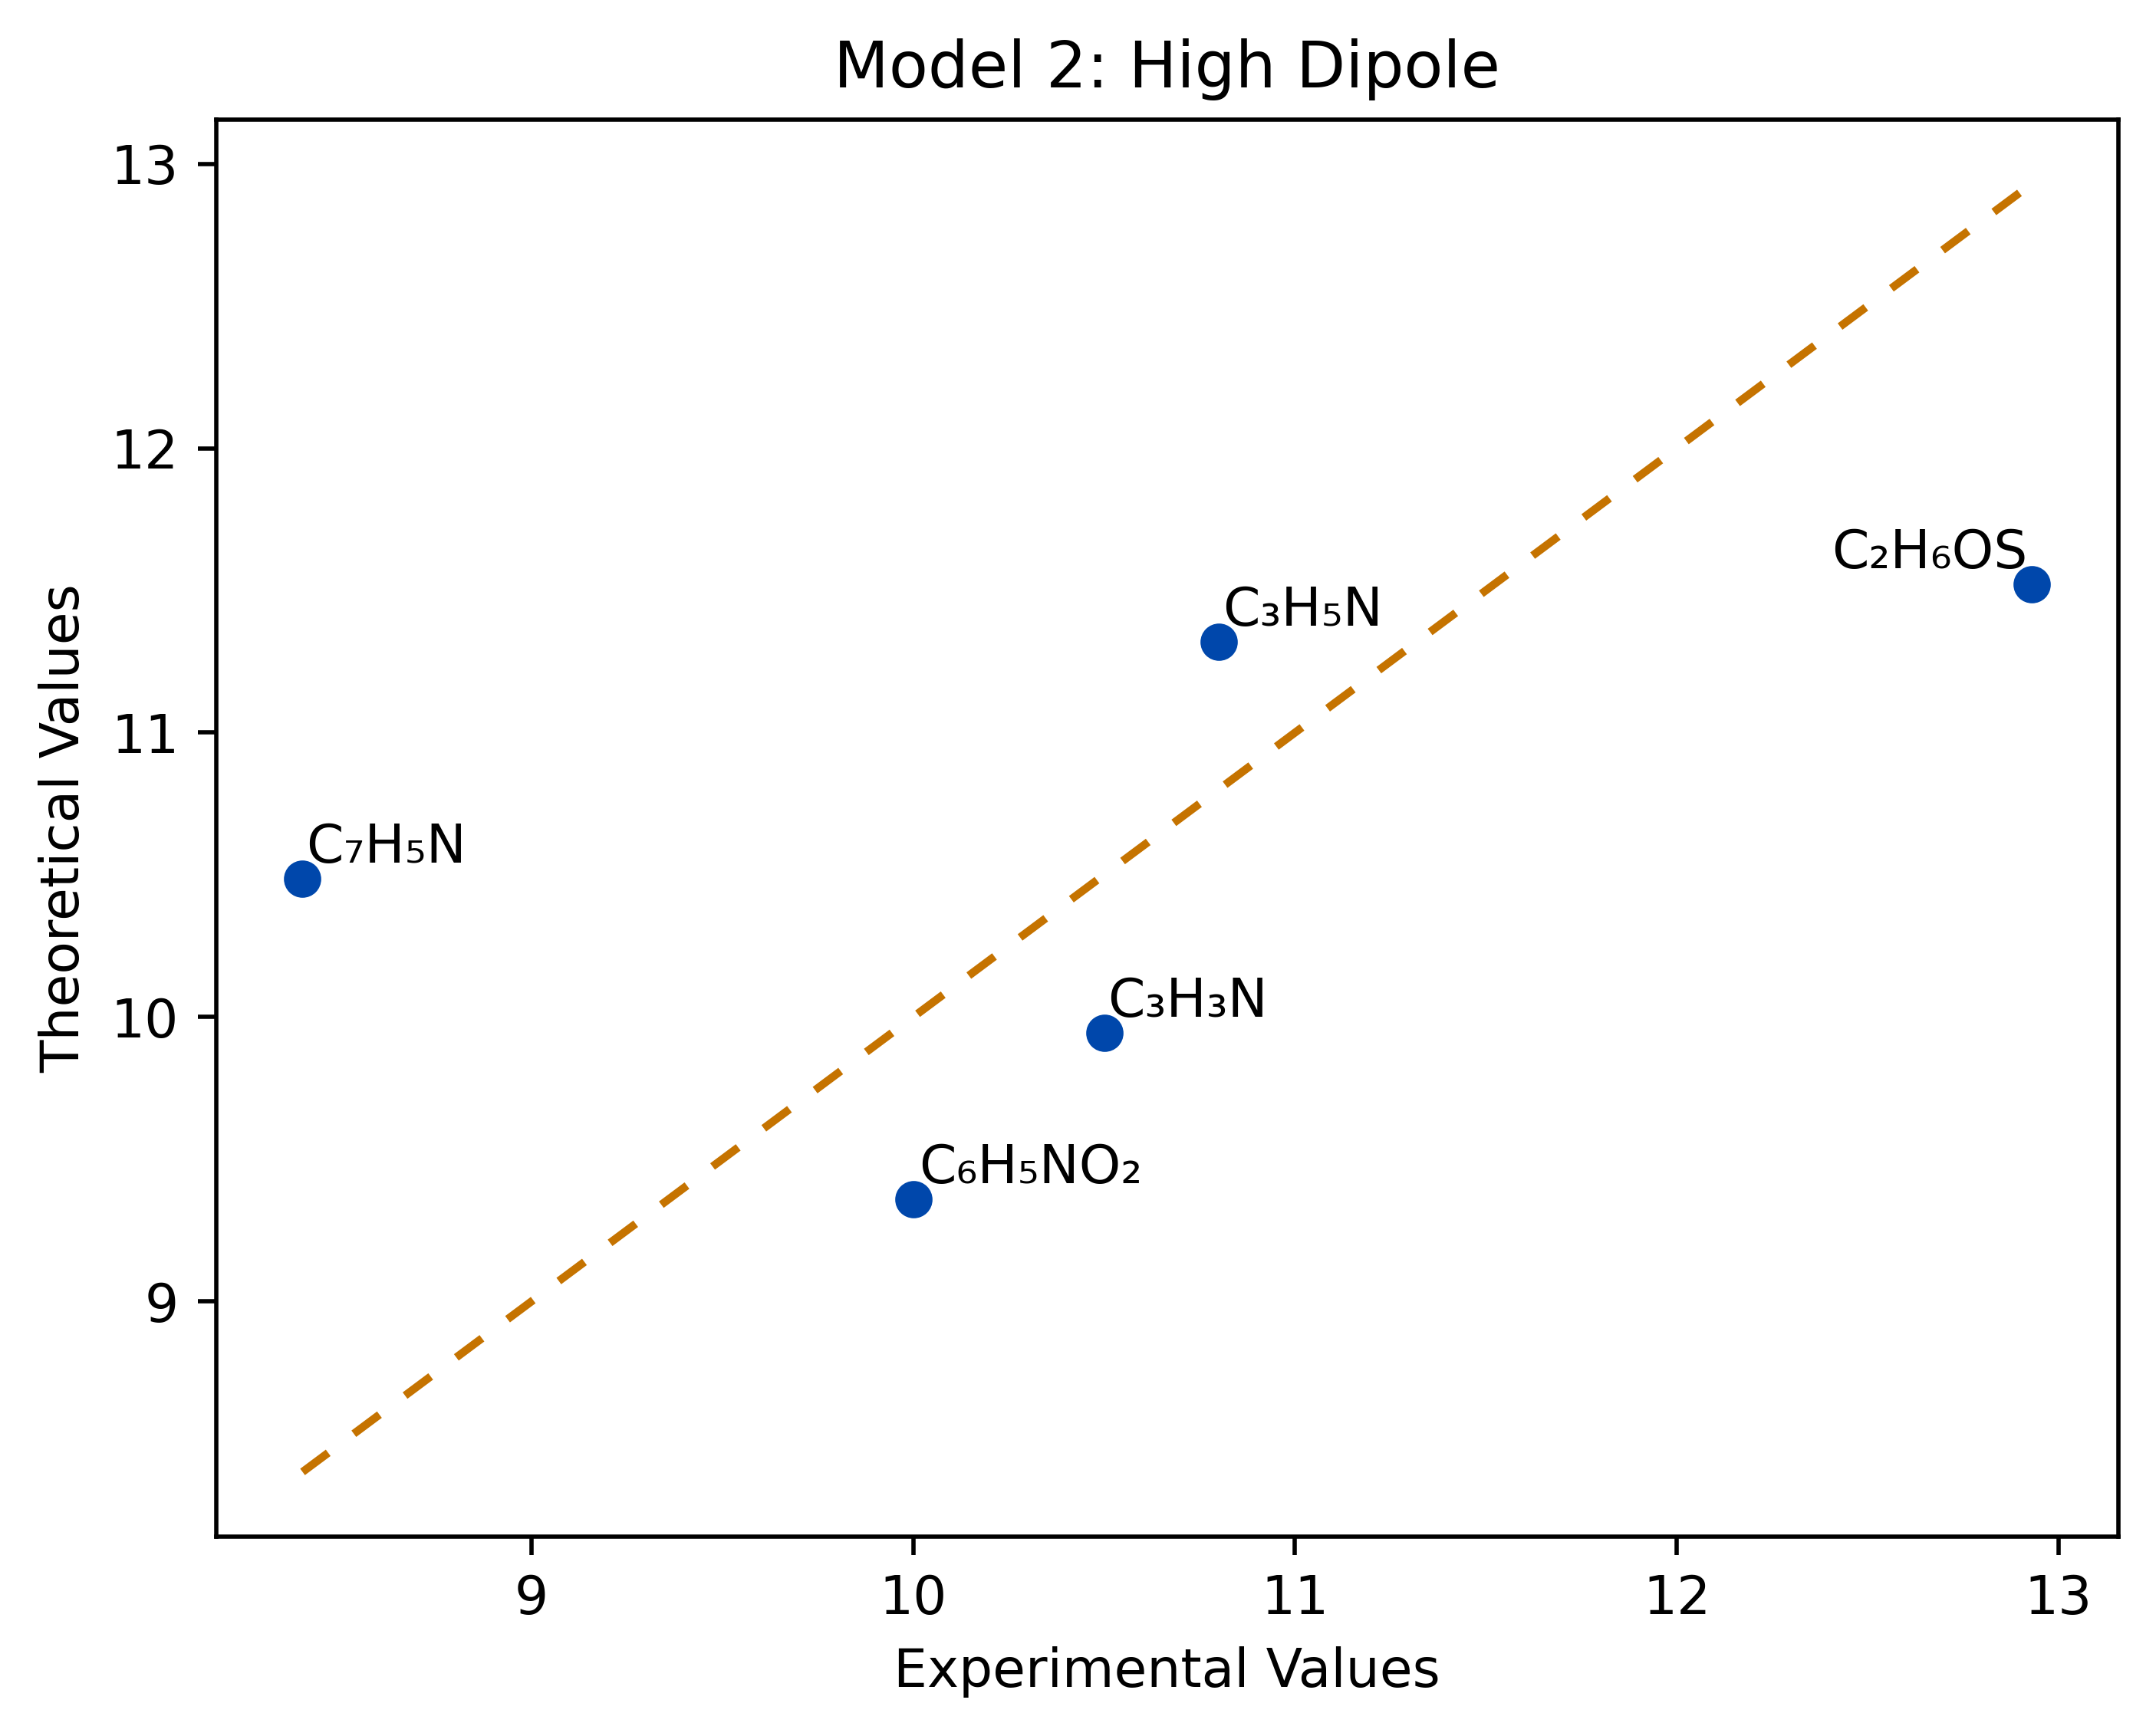 Model 2: High Dipole
13
12
11
10
9
Theoretical Values
C₂H₆OS
C₃H₅N
C₇H₅N
C₃H₃N
C₆H₅NO₂
9 10 11 12 13
Experimental Values